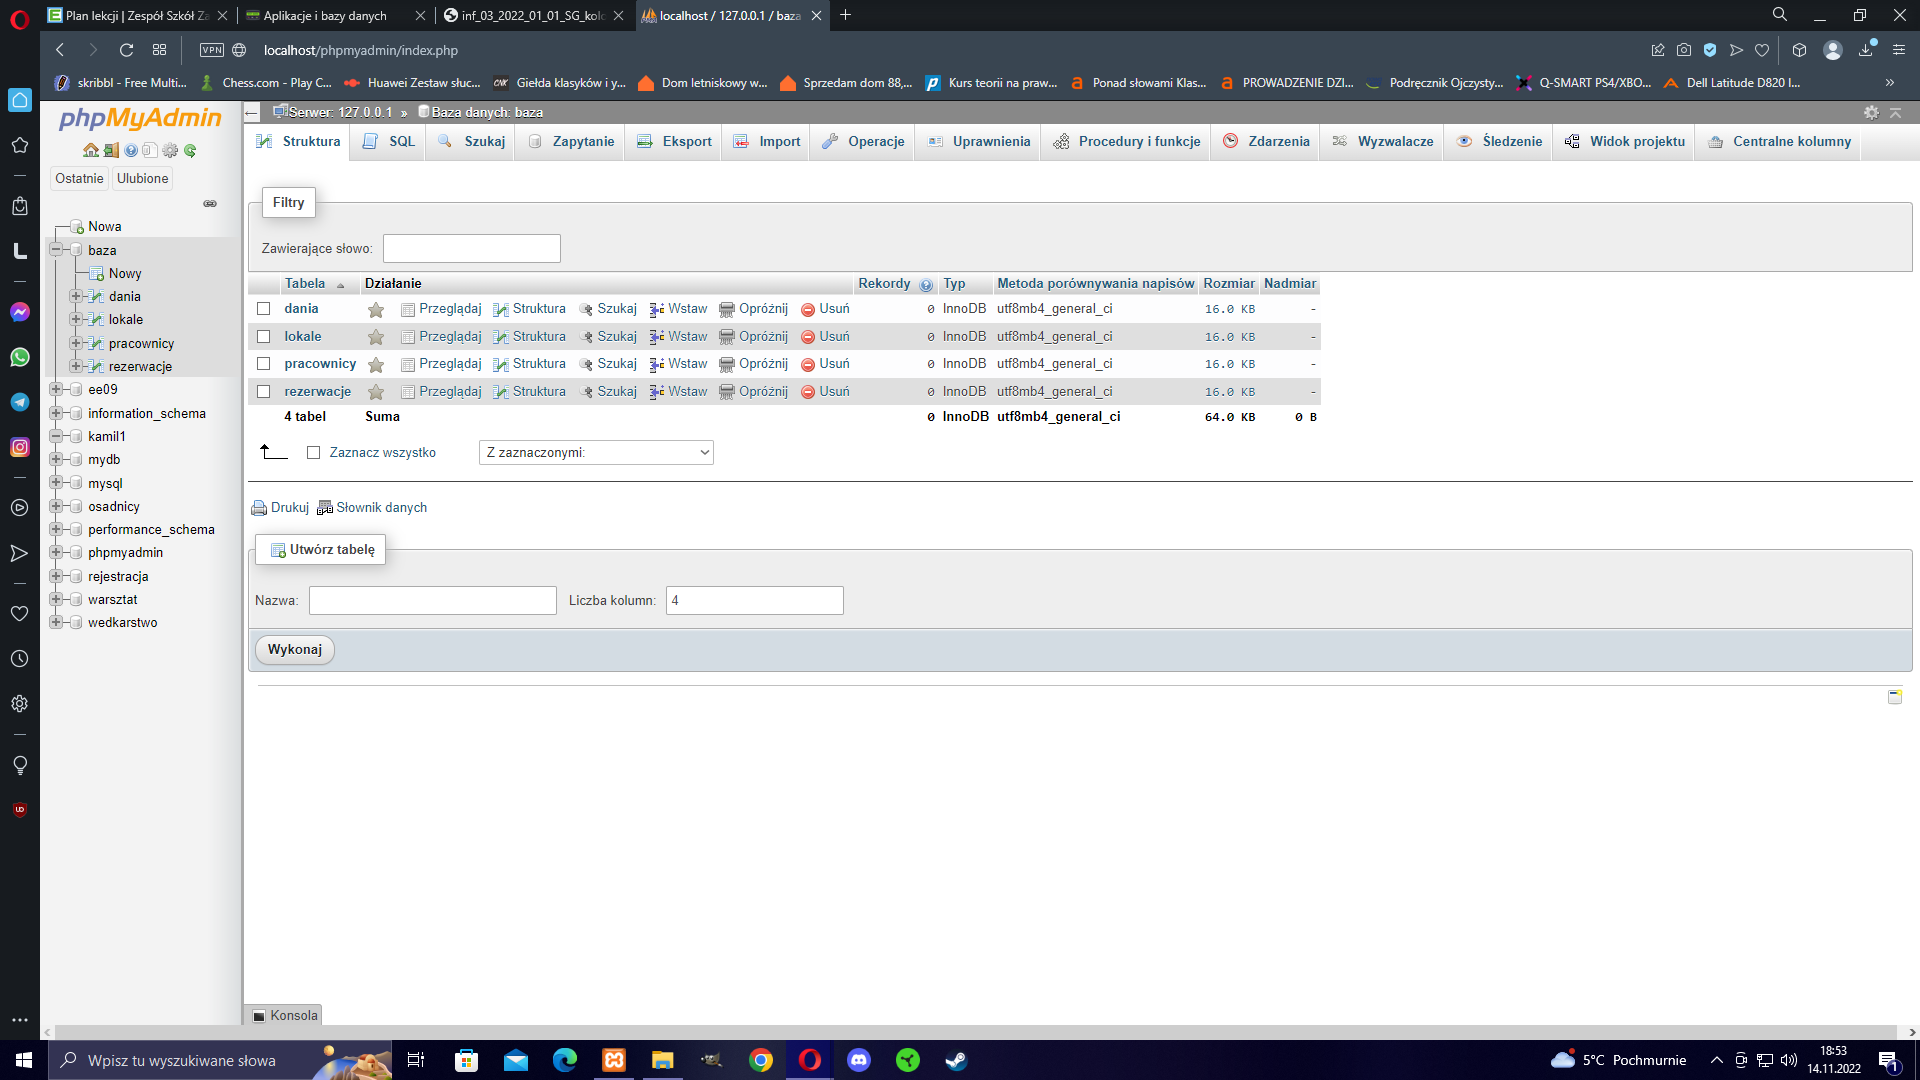 Plan lekcji | Zespół Szkół Za
Aplikacje i bazy danych
inf_03_2022_01_01_SG_kolo
localhost / 127.0.0.1 / baza
VPN
localhost/phpmyadmin/index.php
skribbl - Free Multi...
Chess.com - Play C...
Huawei Zestaw słuc...
Giełda klasyków i y...
Dom letniskowy w...
Sprzedam dom 88,...
Kurs teorii na praw...
Ponad słowami Klas...
PROWADZENIE DZI...
Podręcznik Ojczysty...
Q-SMART PS4/XBO...
Dell Latitude D820 I...
phpMyAdmin
Ostatnie Ulubione
Nowa
baza
Nowy
dania
lokale
pracownicy
rezerwacje
ee09
information_schema
kamil1
mydb
mysql
osadnicy
performance_schema
phpmyadmin
rejestracja
warsztat
wedkarstwo
Serwer: 127.0.0.1 » Baza danych: baza
Struktura SQL Szukaj Zapytanie Eksport Import Operacje Uprawnienia Procedury i funkcje Zdarzenia Wyzwalacze Śledzenie Widok projektu Centralne kolumny
Filtry
Zawierające słowo:
Tabela Działanie Rekordy Typ Metoda porównywania napisów Rozmiar Nadmiar
dania Przeglądaj Struktura Szukaj Wstaw Opróżnij Usuń 0 InnoDB utf8mb4_general_ci 16.0 KB -
lokale Przeglądaj Struktura Szukaj Wstaw Opróżnij Usuń 0 InnoDB utf8mb4_general_ci 16.0 KB -
pracownicy Przeglądaj Struktura Szukaj Wstaw Opróżnij Usuń 0 InnoDB utf8mb4_general_ci 16.0 KB -
rezerwacje Przeglądaj Struktura Szukaj Wstaw Opróżnij Usuń 0 InnoDB utf8mb4_general_ci 16.0 KB -
4 tabel Suma 0 InnoDB utf8mb4_general_ci 64.0 KB 0 B
Zaznacz wszystko Z zaznaczonymi:
Drukuj Słownik danych
Utwórz tabelę
Nazwa: Liczba kolumn: 4
Wykonaj
Konsola
Wpisz tu wyszukiwane słowa
5°C Pochmurnie
18:53
14.11.2022
1